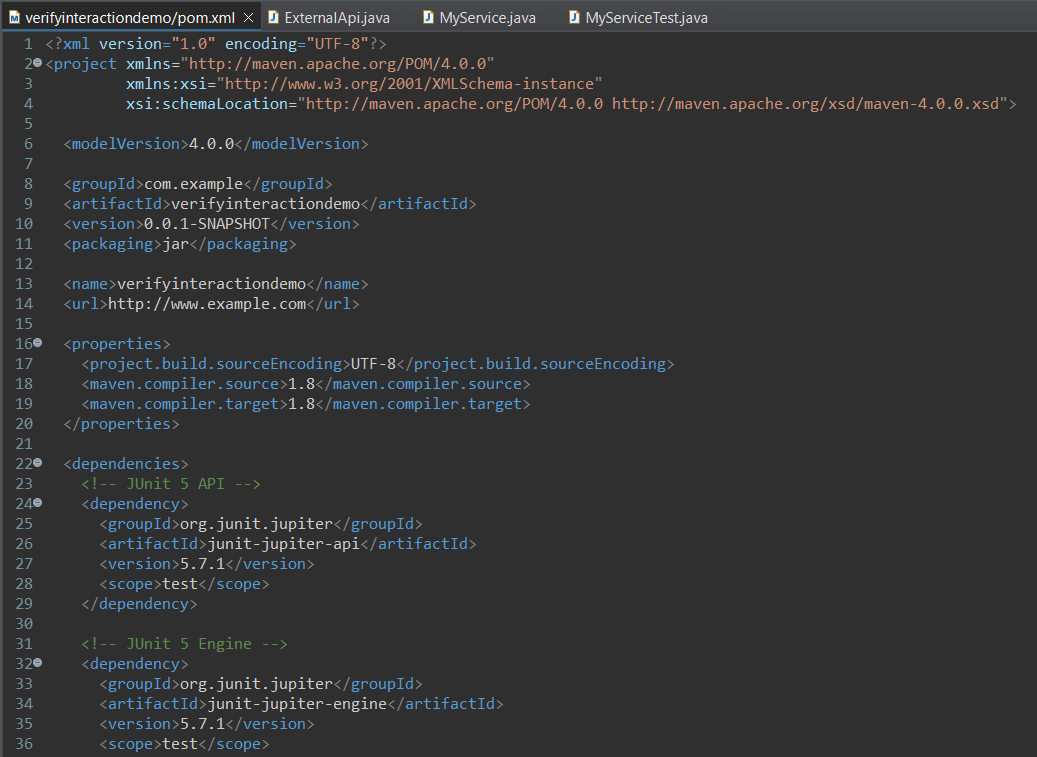 verifyinteractiondemo/pom.xml ExternalApi.java MyService.java MyServiceTest.java
1 <?xml version="1.0" encoding="UTF-8"?>
2 <project xmlns="http://maven.apache.org/POM/4.0.0"
3 xmlns:xsi="http://www.w3.org/2001/XMLSchema-instance"
4 xsi:schemaLocation="http://maven.apache.org/POM/4.0.0 http://maven.apache.org/xsd/maven-4.0.0.xsd">
5
6 <modelVersion>4.0.0</modelVersion>
7
8 <groupId>com.example</groupId>
9 <artifactId>verifyinteractiondemo</artifactId>
10 <version>0.0.1-SNAPSHOT</version>
11 <packaging>jar</packaging>
12
13 <name>verifyinteractiondemo</name>
14 <url>http://www.example.com</url>
15
16 <properties>
17 <project.build.sourceEncoding>UTF-8</project.build.sourceEncoding>
18 <maven.compiler.source>1.8</maven.compiler.source>
19 <maven.compiler.target>1.8</maven.compiler.target>
20 </properties>
21
22 <dependencies>
23 <!-- JUnit 5 API -->
24 <dependency>
25 <groupId>org.junit.jupiter</groupId>
26 <artifactId>junit-jupiter-api</artifactId>
27 <version>5.7.1</version>
28 <scope>test</scope>
29 </dependency>
30
31 <!-- JUnit 5 Engine -->
32 <dependency>
33 <groupId>org.junit.jupiter</groupId>
34 <artifactId>junit-jupiter-engine</artifactId>
35 <version>5.7.1</version>
36 <scope>test</scope>